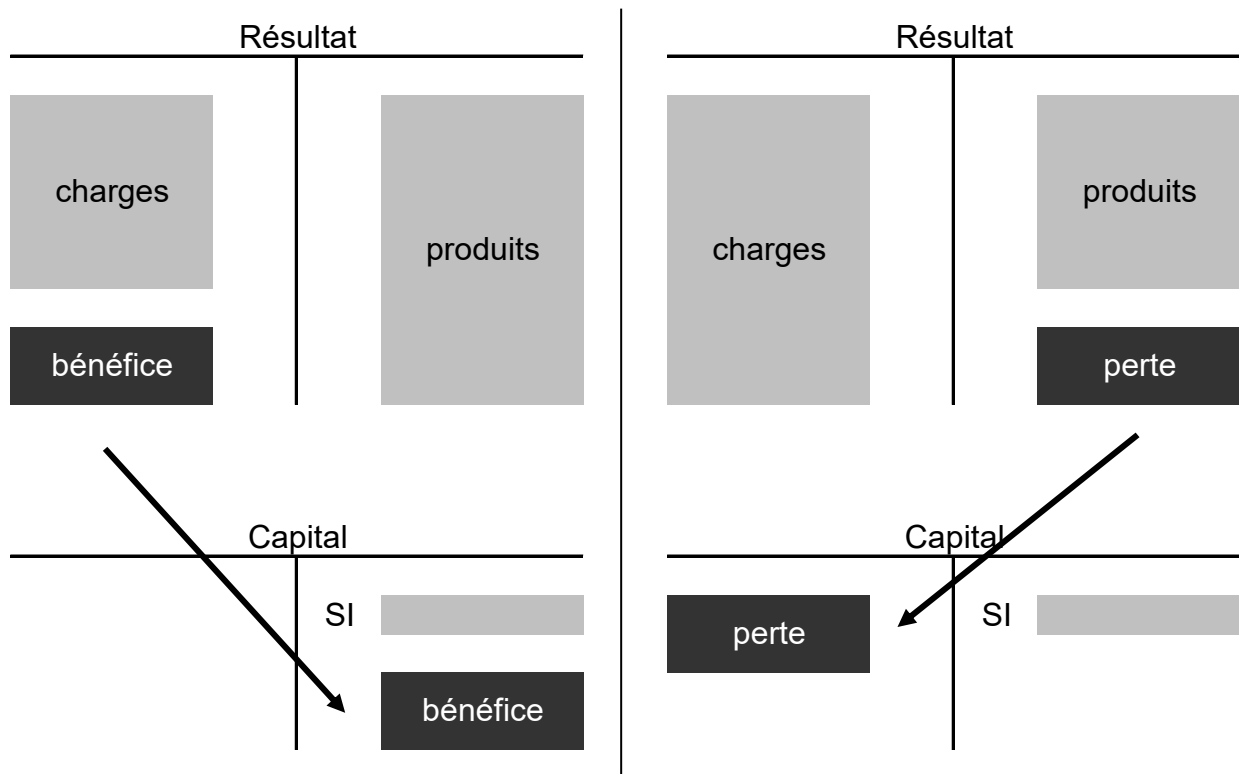 Résultat
charges
produits
bénéfice
Capital
SI
bénéfice
Résultat
produits
charges
perte
Capital
SI
perte